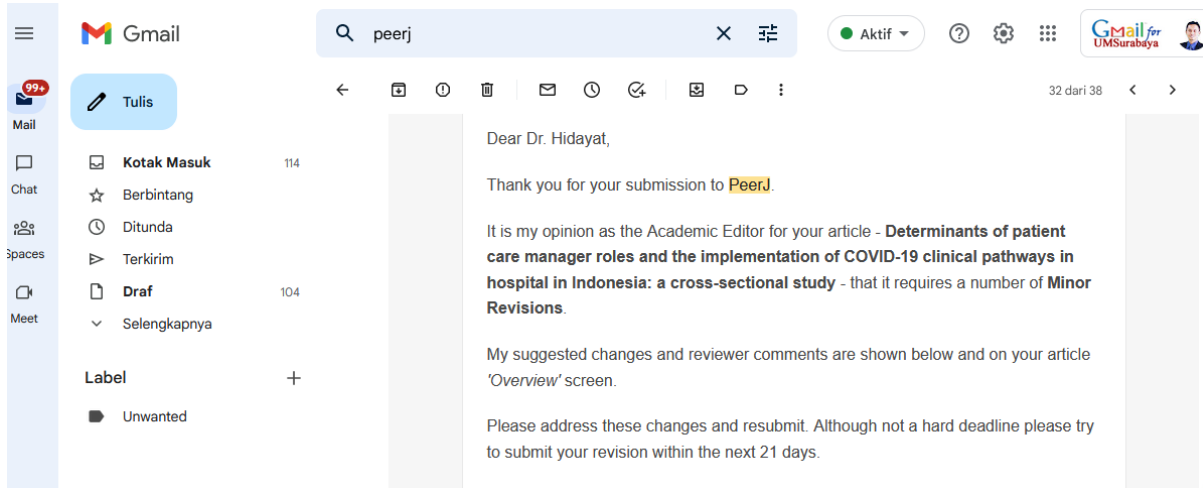 Gmail
peerj
Aktif
Gmail for
UMSurabaya
99+
Mail
Chat
Spaces
Meet
Tulis
Kotak Masuk 114
Berbintang
Ditunda
Terkirim
Draf 104
Selengkapnya
Label
Unwanted
32 dari 38
Dear Dr. Hidayat,
Thank you for your submission to PeerJ.
It is my opinion as the Academic Editor for your article - Determinants of patient
care manager roles and the implementation of COVID-19 clinical pathways in
hospital in Indonesia: a cross-sectional study - that it requires a number of Minor
Revisions.
My suggested changes and reviewer comments are shown below and on your article
'Overview' screen.
Please address these changes and resubmit. Although not a hard deadline please try
to submit your revision within the next 21 days.